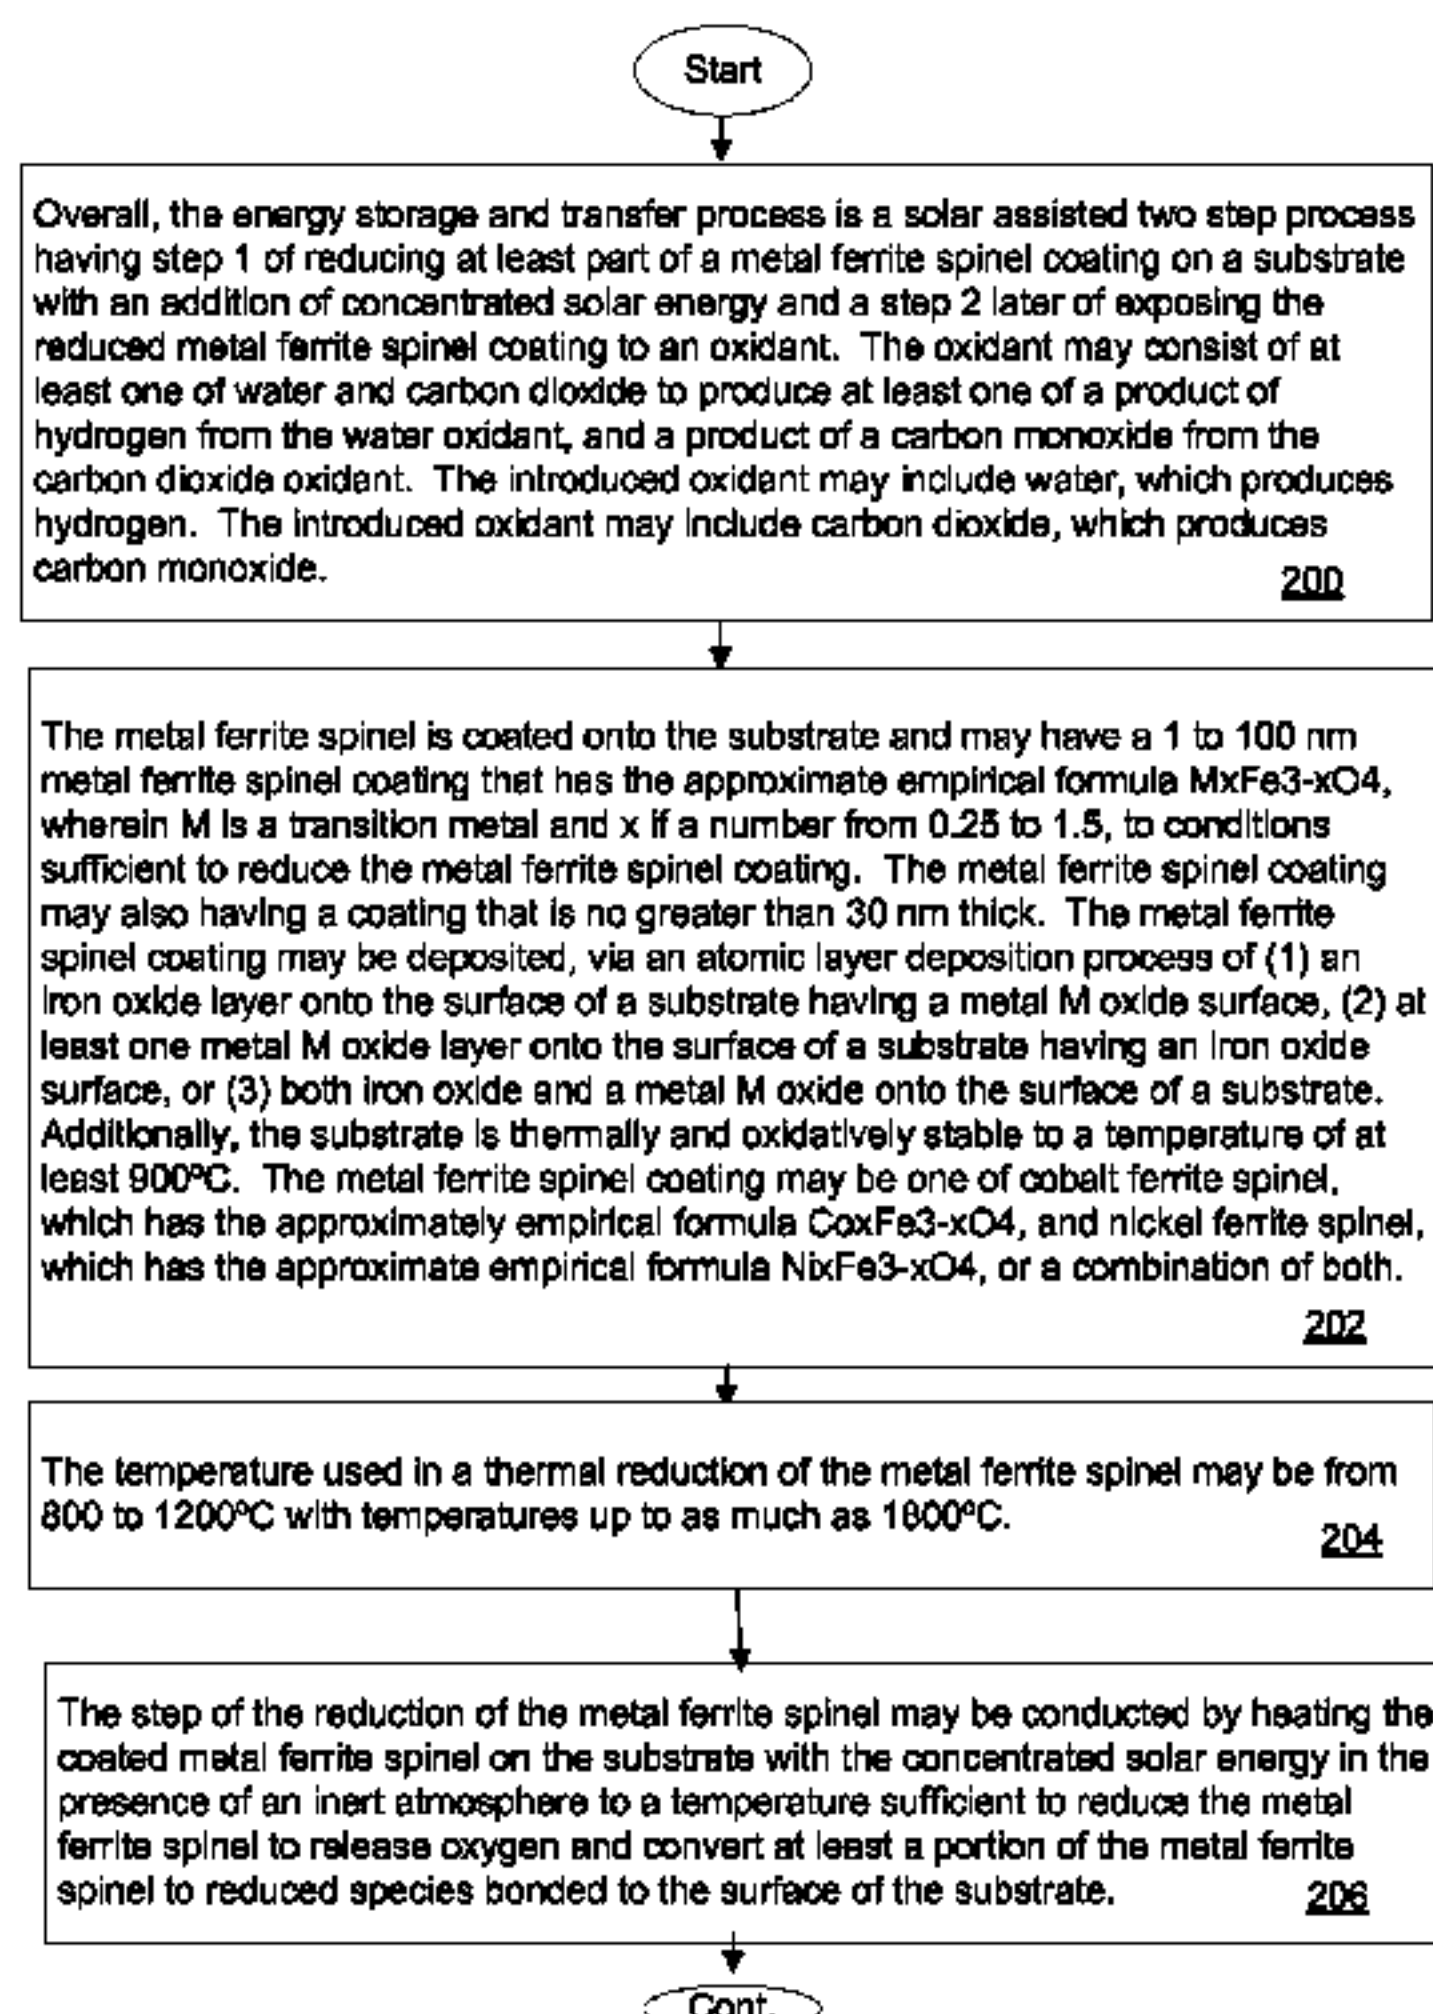 Start
Overall, the energy storage and transfer process is a solar assisted two step process
having step 1 of reducing at least part of a metal ferrite spinel coating on a substrate
with an addition of concentrated solar energy and a step 2 later of exposing the
reduced metal ferrite spinel coating to an oxidant. The oxidant may consist of at
least one of water and carbon dioxide to produce at least one of a product of
hydrogen from the water oxidant, and a product of a carbon monoxide from the
carbon dioxide oxidant. The introduced oxidant may include water, which produces
hydrogen. The introduced oxidant may include carbon dioxide, which produces
carbon monoxide.
200
The metal ferrite spinel is coated onto the substrate and may have a 1 to 100 nm
metal ferrite spinel coating that has the approximate empirical formula MxFe3-xO4,
wherein M is a transition metal and x if a number from 0.25 to 1.5, to conditions
sufficient to reduce the metal ferrite spinel coating. The metal ferrite spinel coating
may also having a coating that is no greater than 30 nm thick. The metal ferrite
spinel coating may be deposited, via an atomic layer deposition process of (1) an
iron oxide layer onto the surface of a substrate having a metal M oxide surface, (2) at
least one metal M oxide layer onto the surface of a substrate having an iron oxide
surface, or (3) both iron oxide and a metal M oxide onto the surface of a substrate.
Additionally, the substrate is thermally and oxidatively stable to a temperature of at
least 900ºC. The metal ferrite spinel coating may be one of cobalt ferrite spinel,
which has the approximately empirical formula CoxFe3-xO4, and nickel ferrite spinel,
which has the approximate empirical formula NixFe3-xO4, or a combination of both.
202
The temperature used in a thermal reduction of the metal ferrite spinel may be from
800 to 1200ºC with temperatures up to as much as
204
The step of the reduction of the metal ferrite spinel may be conducted by heating the
coated metal ferrite spinel on the substrate with the concentrated solar energy in the
presence of an inert atmosphere to a temperature sufficient to reduce the metal
ferrite spinel to release oxygen and convert at least a portion of the metal ferrite
spinel to reduced species bonded to the surface of the substrate.
206
Cont.